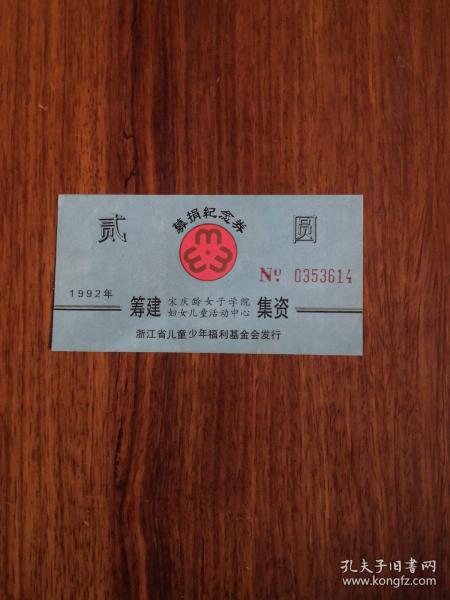 募捐纪念券
贰 圆
№ 0353614
1992年
筹建 宋庆龄女子学院 集资
妇女儿童活动中心
浙江省儿童少年福利基金会发行
孔夫子旧书网
www.kongfz.com